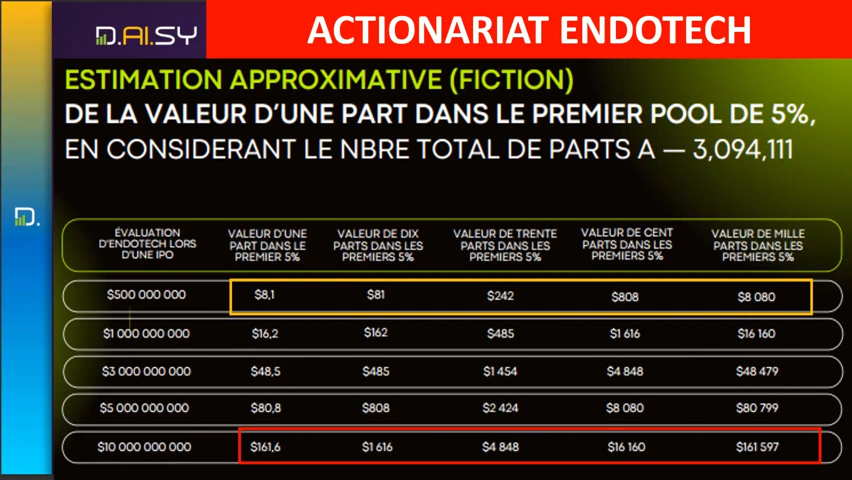 D.AI.SY
ACTIONARIAT ENDOTECH
ESTIMATION APPROXIMATIVE (FICTION)
DE LA VALEUR D'UNE PART DANS LE PREMIER POOL DE 5%,
EN CONSIDERANT LE NBRE TOTAL DE PARTS A — 3,094,111
D.
ÉVALUATION
D'ENDOTECH LORS
D'UNE IPO
VALEUR D'UNE
PART DANS LE
PREMIER 5%
VALEUR DE DIX
PARTS DANS LES
PREMIERS 5%
VALEUR DE TRENTE
PARTS DANS LES
PREMIERS 5%
VALEUR DE CENT
PARTS DANS LES
PREMIERS 5%
VALEUR DE MILLE
PARTS DANS LES
PREMIERS 5%
$500 000 000 $8,1 $81 $242 $808 $8 080
$1 000 000 000 $16,2 $162 $485 $1 616 $16 160
$3 000 000 000 $48,5 $485 $1 454 $4 848 $48 479
$5 000 000 000 $80,8 $808 $2 424 $8 080 $80 799
$10 000 000 000 $161,6 $1 616 $4 848 $16 160 $161 597